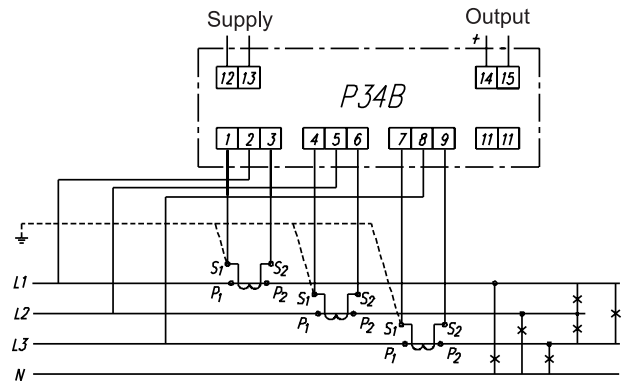 Supply Output
+
12 13 14 15
P34B
1 2 3 4 5 6 7 8 9 11 11
S1 S2
L1 P1 P2 S1 S2
L2 P1 P2 S1 S2
L3 P1 P2
N